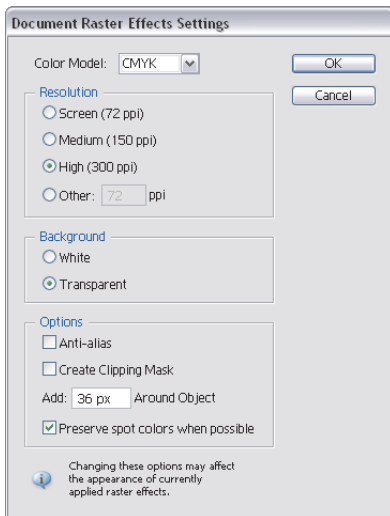 Document Raster Effects Settings
Color Model: CMYK
OK
Cancel
Resolution
Screen (72 ppi)
Medium (150 ppi)
High (300 ppi)
Other: 72 ppi
Background
White
Transparent
Options
Anti-alias
Create Clipping Mask
Add: 36 px Around Object
Preserve spot colors when possible
Changing these options may affect
the appearance of currently
applied raster effects.